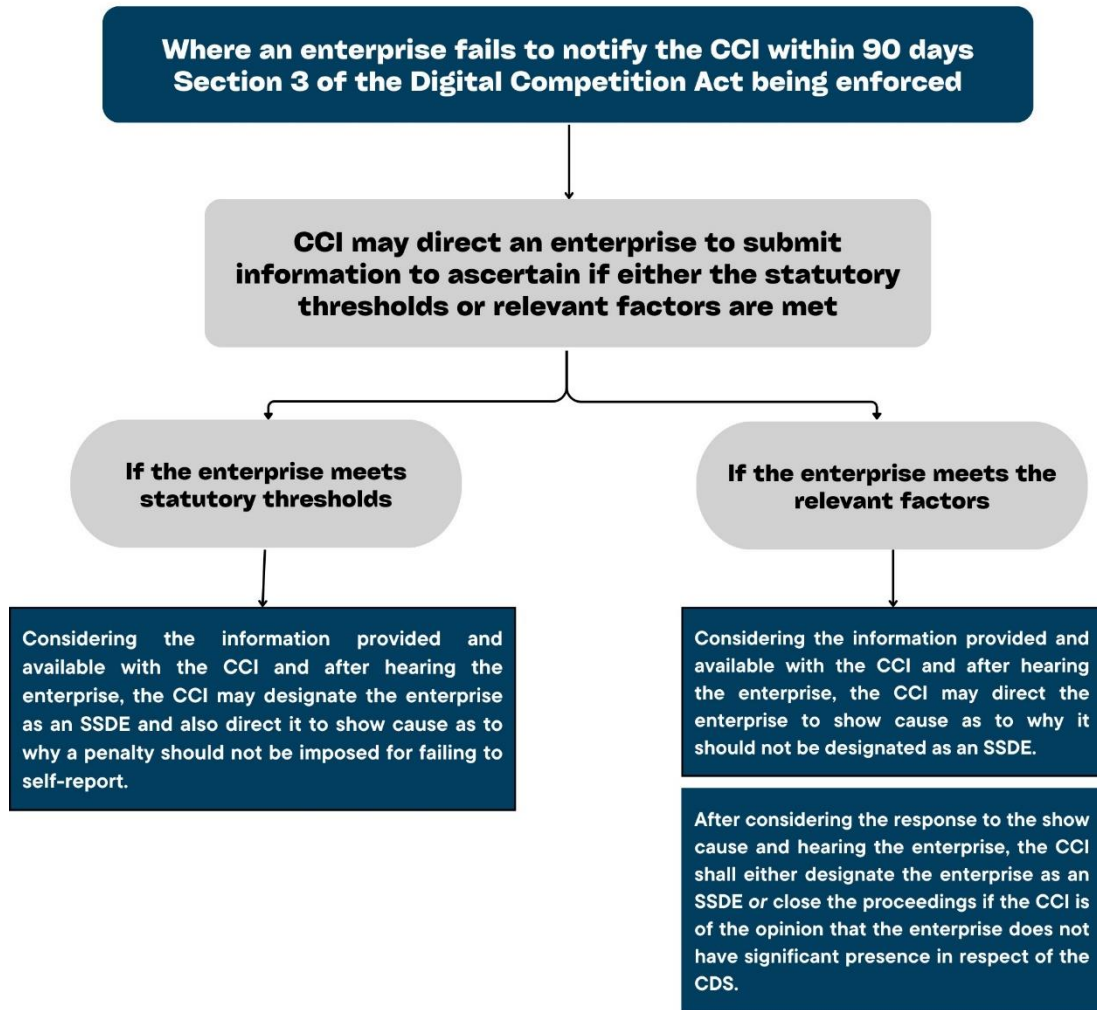 Where an enterprise fails to notify the CCI within 90 days
Section 3 of the Digital Competition Act being enforced
CCI may direct an enterprise to submit
information to ascertain if either the statutory
thresholds or relevant factors are met
If the enterprise meets
statutory thresholds
If the enterprise meets the
relevant factors
Considering the information provided and
available with the CCI and after hearing the
enterprise, the CCI may designate the enterprise
as an SSDE and also direct it to show cause as to
why a penalty should not be imposed for failing to
self-report.
Considering the information provided and
available with the CCI and after hearing
the enterprise, the CCI may direct the
enterprise to show cause as to why it
should not be designated as an SSDE.
After considering the response to the show
cause and hearing the enterprise, the CCI
shall either designate the enterprise as an
SSDE or close the proceedings if the CCI is
of the opinion that the enterprise does not
have significant presence in respect of the
CDS.